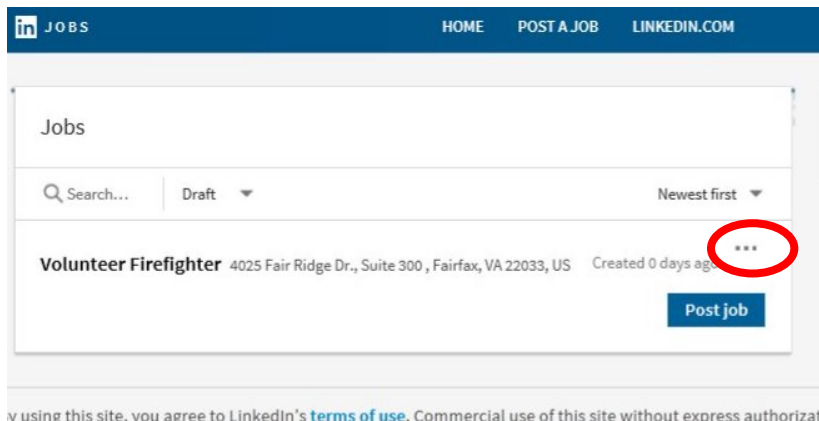 in JOBS HOME POST A JOB LINKEDIN.COM
Jobs
Search... Draft Newest first
...
Volunteer Firefighter 4025 Fair Ridge Dr., Suite 300 , Fairfax, VA 22033, US Created 0 days ago
Post job
using this site, you agree to LinkedIn's terms of use. Commercial use of this site without express